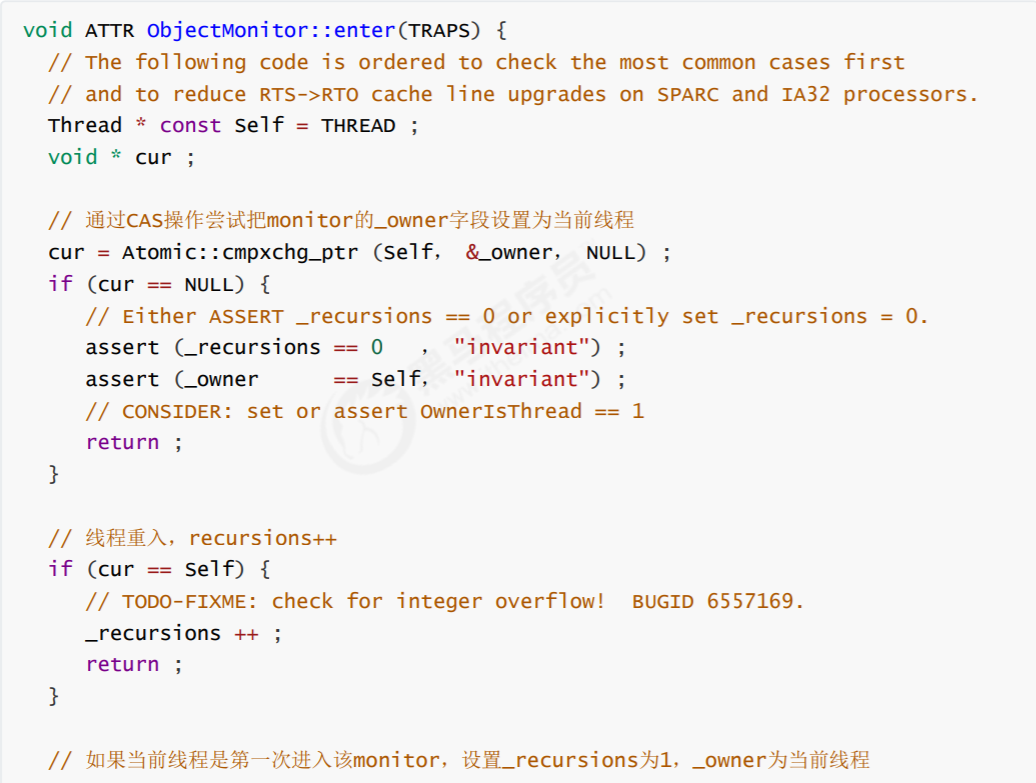 void ATTR ObjectMonitor::enter(TRAPS) {
// The following code is ordered to check the most common cases first
// and to reduce RTS->RTO cache line upgrades on SPARC and IA32 processors.
Thread * const Self = THREAD ;
void * cur ;
// 通过CAS操作尝试把monitor的_owner字段设置为当前线程
cur = Atomic::cmpxchg_ptr (Self, &_owner, NULL) ;
if (cur == NULL) {
// Either ASSERT _recursions == 0 or explicitly set _recursions = 0.
assert (_recursions == 0 , "invariant") ;
assert (_owner == Self, "invariant") ;
// CONSIDER: set or assert OwnerIsThread == 1
return ;
}
// 线程重入，recursions++
if (cur == Self) {
// TODO-FIXME: check for integer overflow! BUGID 6557169.
_recursions ++ ;
return ;
}
// 如果当前线程是第一次进入该monitor，设置_recursions为1，_owner为当前线程
黑马程序员